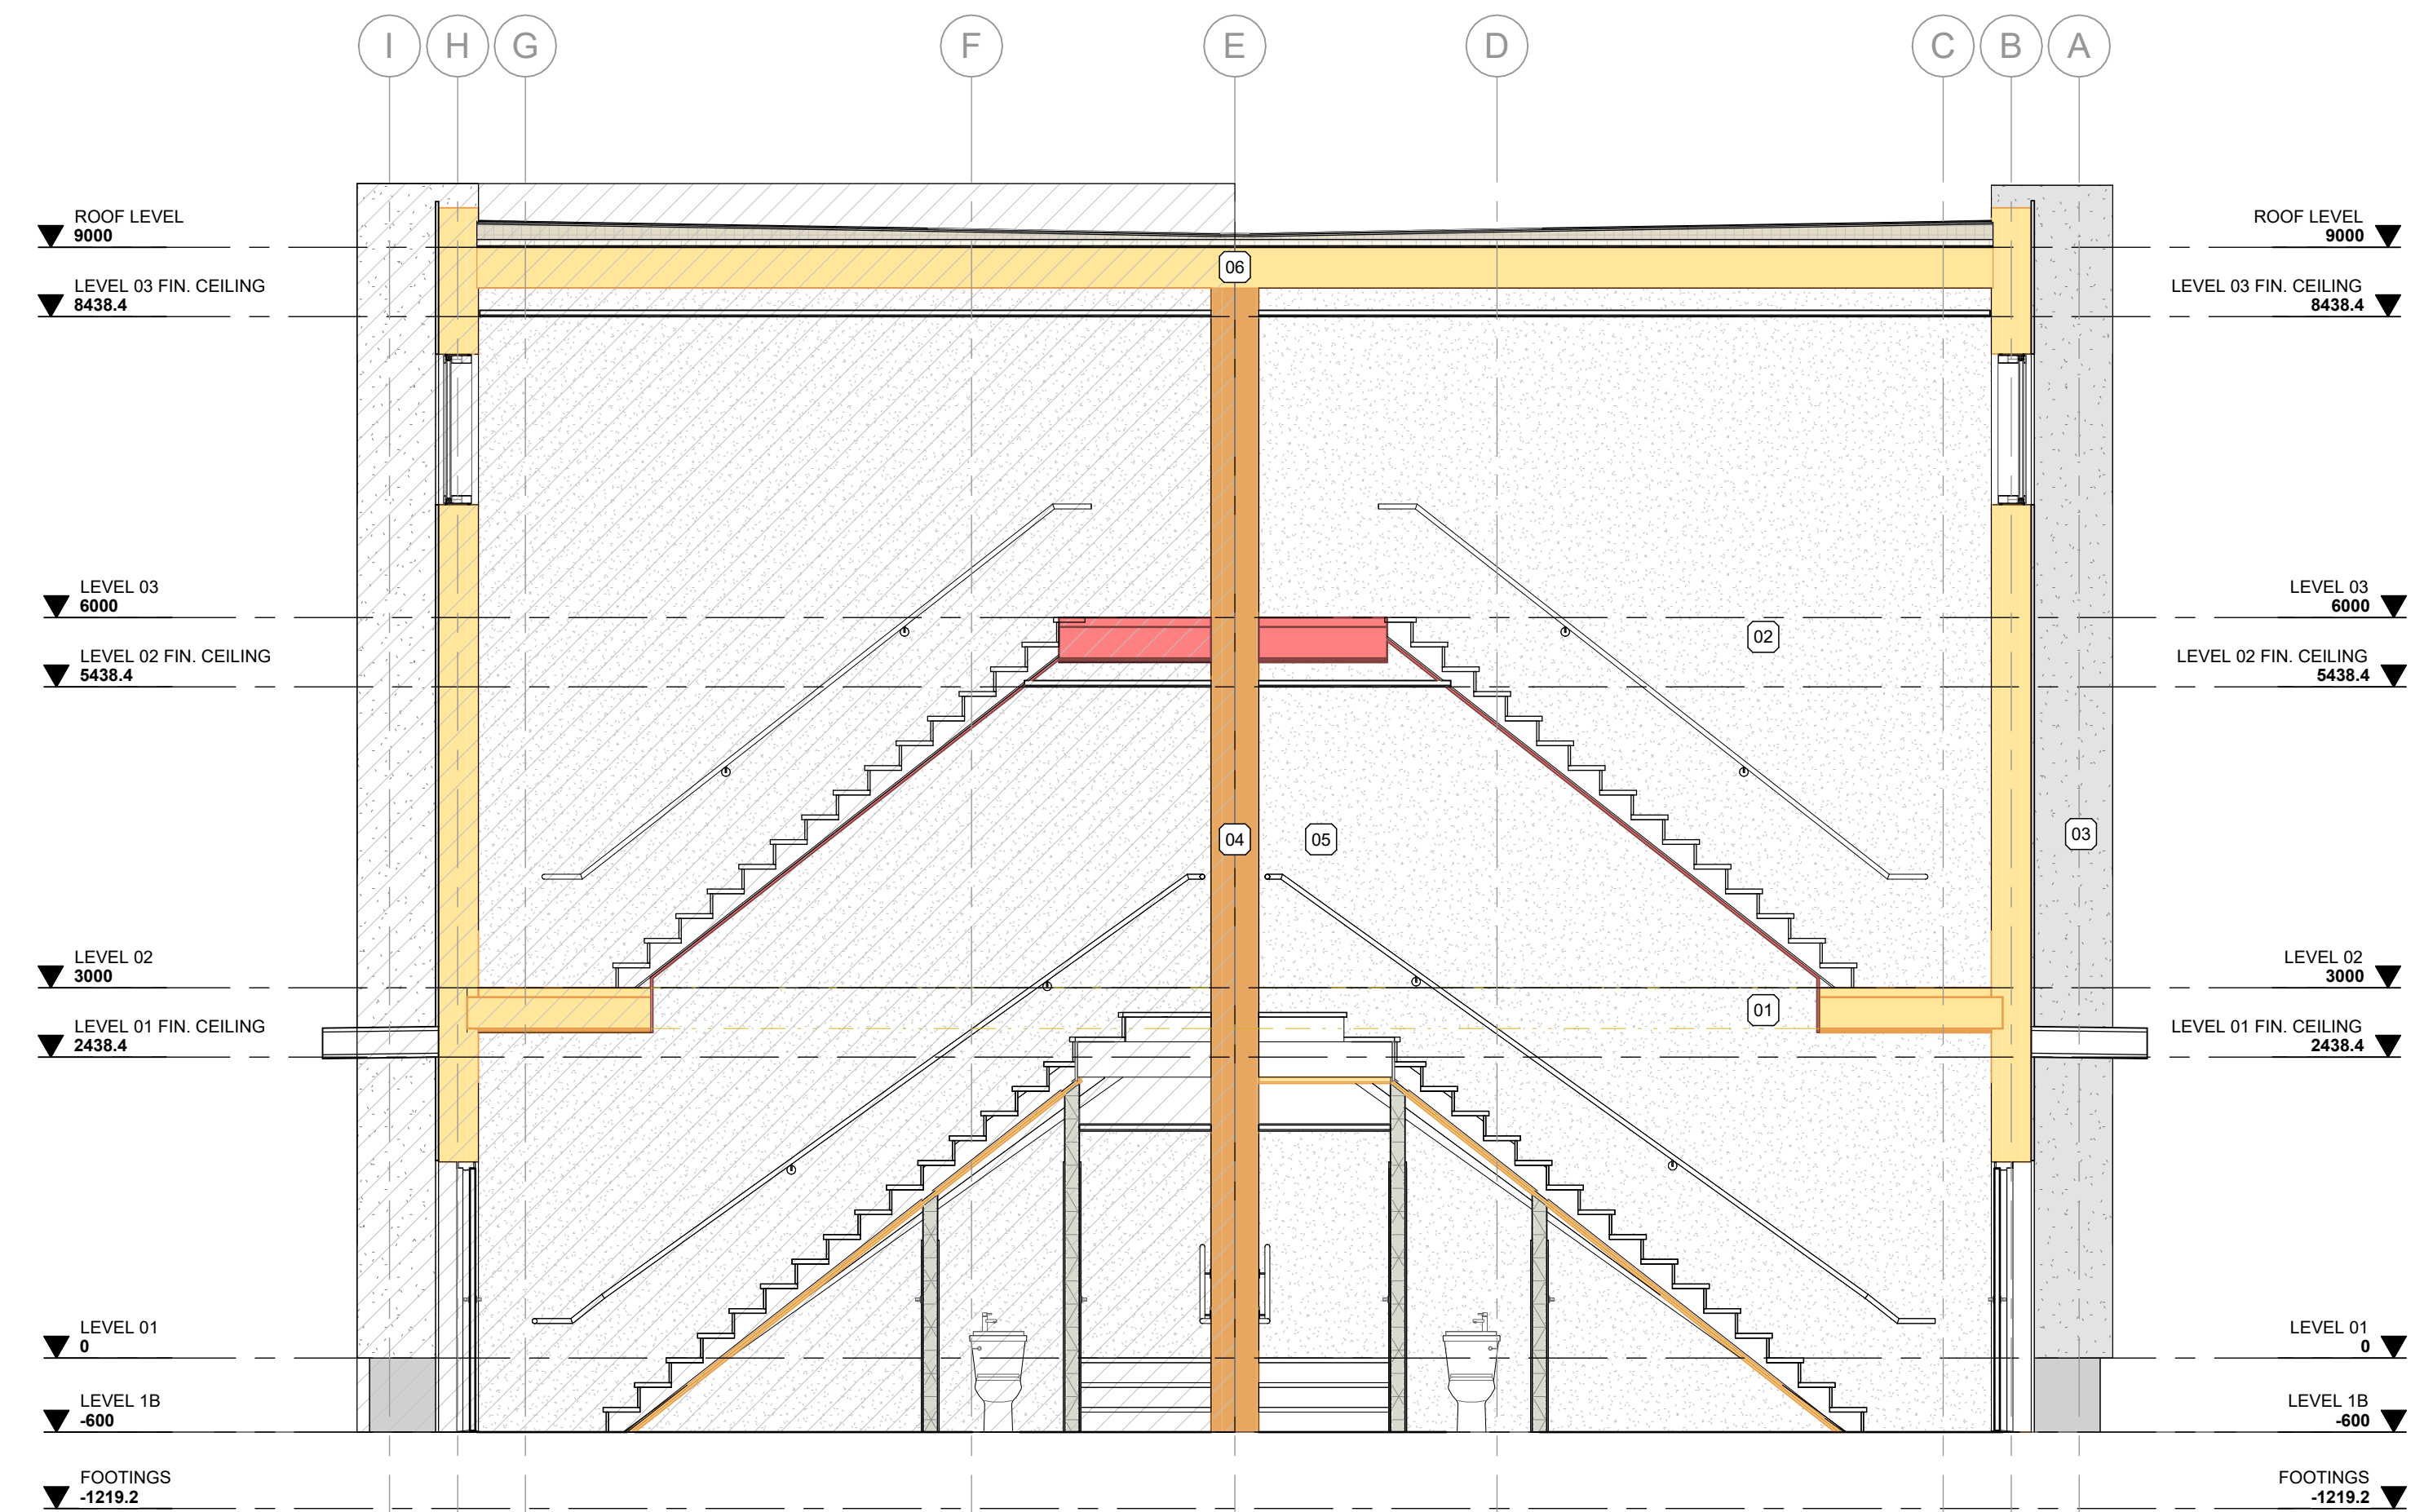 I H G F E D C B A
ROOF LEVEL
9000
ROOF LEVEL
9000
06
LEVEL 03 FIN. CEILING
8438.4
LEVEL 03 FIN. CEILING
8438.4
LEVEL 03
6000
LEVEL 03
6000
02
LEVEL 02 FIN. CEILING
5438.4
LEVEL 02 FIN. CEILING
5438.4
04 05 03
LEVEL 02
3000
LEVEL 02
3000
01
LEVEL 01 FIN. CEILING
2438.4
LEVEL 01 FIN. CEILING
2438.4
LEVEL 01
0
LEVEL 01
0
LEVEL 1B
-600
LEVEL 1B
-600
FOOTINGS
-1219.2
FOOTINGS
-1219.2